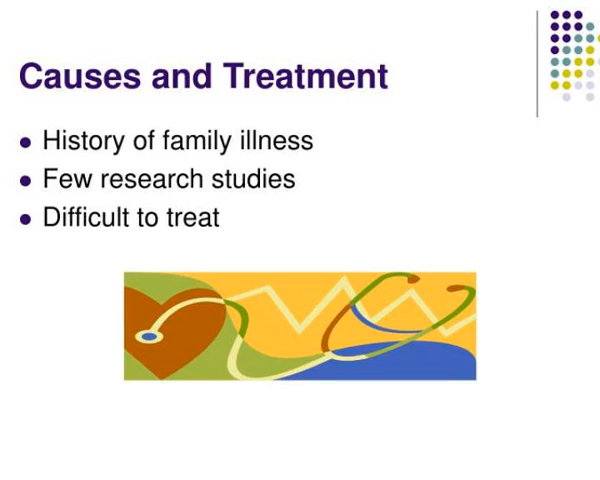 Causes and Treatment
History of family illness
Few research studies
Difficult to treat